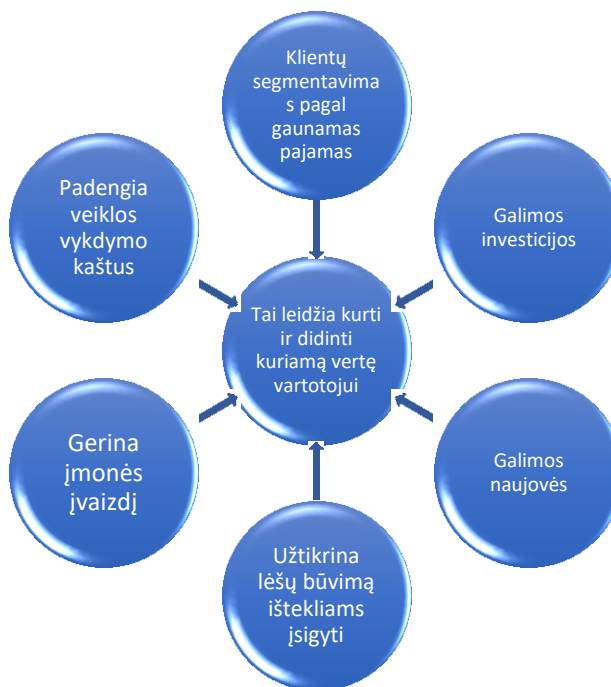 Klientų
segmentavima
s pagal
gaunamas
pajamas
Padengia
veiklos
vykdymo
kaštus
Galimos
investicijos
Tai leidžia kurti
ir didinti
kuriamą vertę
vartotojui
Gerina
įmonės
įvaizdį
Galimos
naujovės
Užtikrina
lėšų būvimą
ištekliams
įsigyti